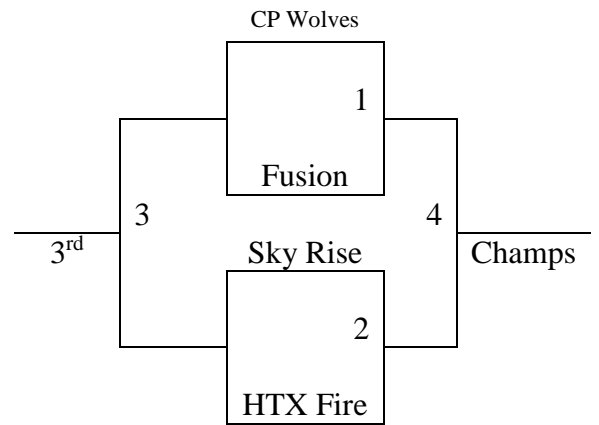 CP Wolves
1
Fusion
3
4
3rd
Sky Rise
Champs
2
HTX Fire